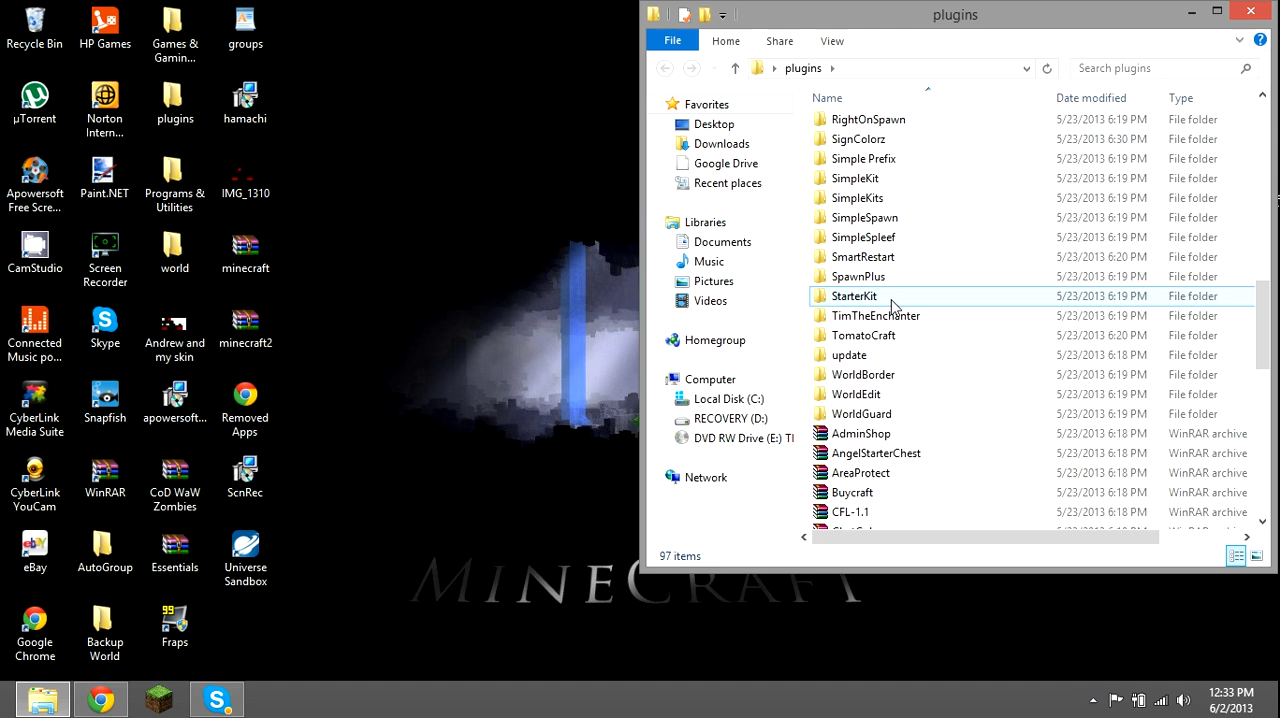 Recycle Bin
HP Games
Games &
Gamin...
groups
µTorrent
Norton
Intern...
plugins
hamachi
Apowersoft
Free Scre...
Paint.NET
Programs &
Utilities
IMG_1310
CamStudio
Screen
Recorder
world
minecraft
Connected
Music po...
Skype
Andrew and
my skin
minecraft2
CyberLink
Media Suite
Snapfish
apowersoft...
Removed
Apps
CyberLink
YouCam
WinRAR
CoD WaW
Zombies
ScnRec
eBay
AutoGroup
Essentials
Universe
Sandbox
Google
Chrome
Backup
World
99
Fraps
MINECRAFT
plugins
File
Home
Share
View
plugins
Search plugins
Favorites
Desktop
Downloads
Google Drive
Recent places
Libraries
Documents
Music
Pictures
Videos
Homegroup
Computer
Local Disk (C:)
RECOVERY (D:)
DVD RW Drive (E:) TI
Network
Name Date modified Type
RightOnSpawn 5/23/2013 6:19 PM File folder
SignColorz 5/23/2013 6:30 PM File folder
Simple Prefix 5/23/2013 6:19 PM File folder
SimpleKit 5/23/2013 6:19 PM File folder
SimpleKits 5/23/2013 6:19 PM File folder
SimpleSpawn 5/23/2013 6:19 PM File folder
SimpleSpleef 5/23/2013 6:19 PM File folder
SmartRestart 5/23/2013 6:20 PM File folder
SpawnPlus 5/23/2013 6:19 PM File folder
StarterKit 5/23/2013 6:19 PM File folder
TimTheEnchanter 5/23/2013 6:19 PM File folder
TomatoCraft 5/23/2013 6:20 PM File folder
update 5/23/2013 6:18 PM File folder
WorldBorder 5/23/2013 6:19 PM File folder
WorldEdit 5/23/2013 6:19 PM File folder
WorldGuard 5/23/2013 6:19 PM File folder
AdminShop 5/23/2013 6:18 PM WinRAR archive
AngelStarterChest 5/23/2013 6:18 PM WinRAR archive
AreaProtect 5/23/2013 6:18 PM WinRAR archive
Buycraft 5/23/2013 6:18 PM WinRAR archive
CFL-1.1 5/23/2013 6:18 PM WinRAR archive
97 items
12:33 PM
6/2/2013